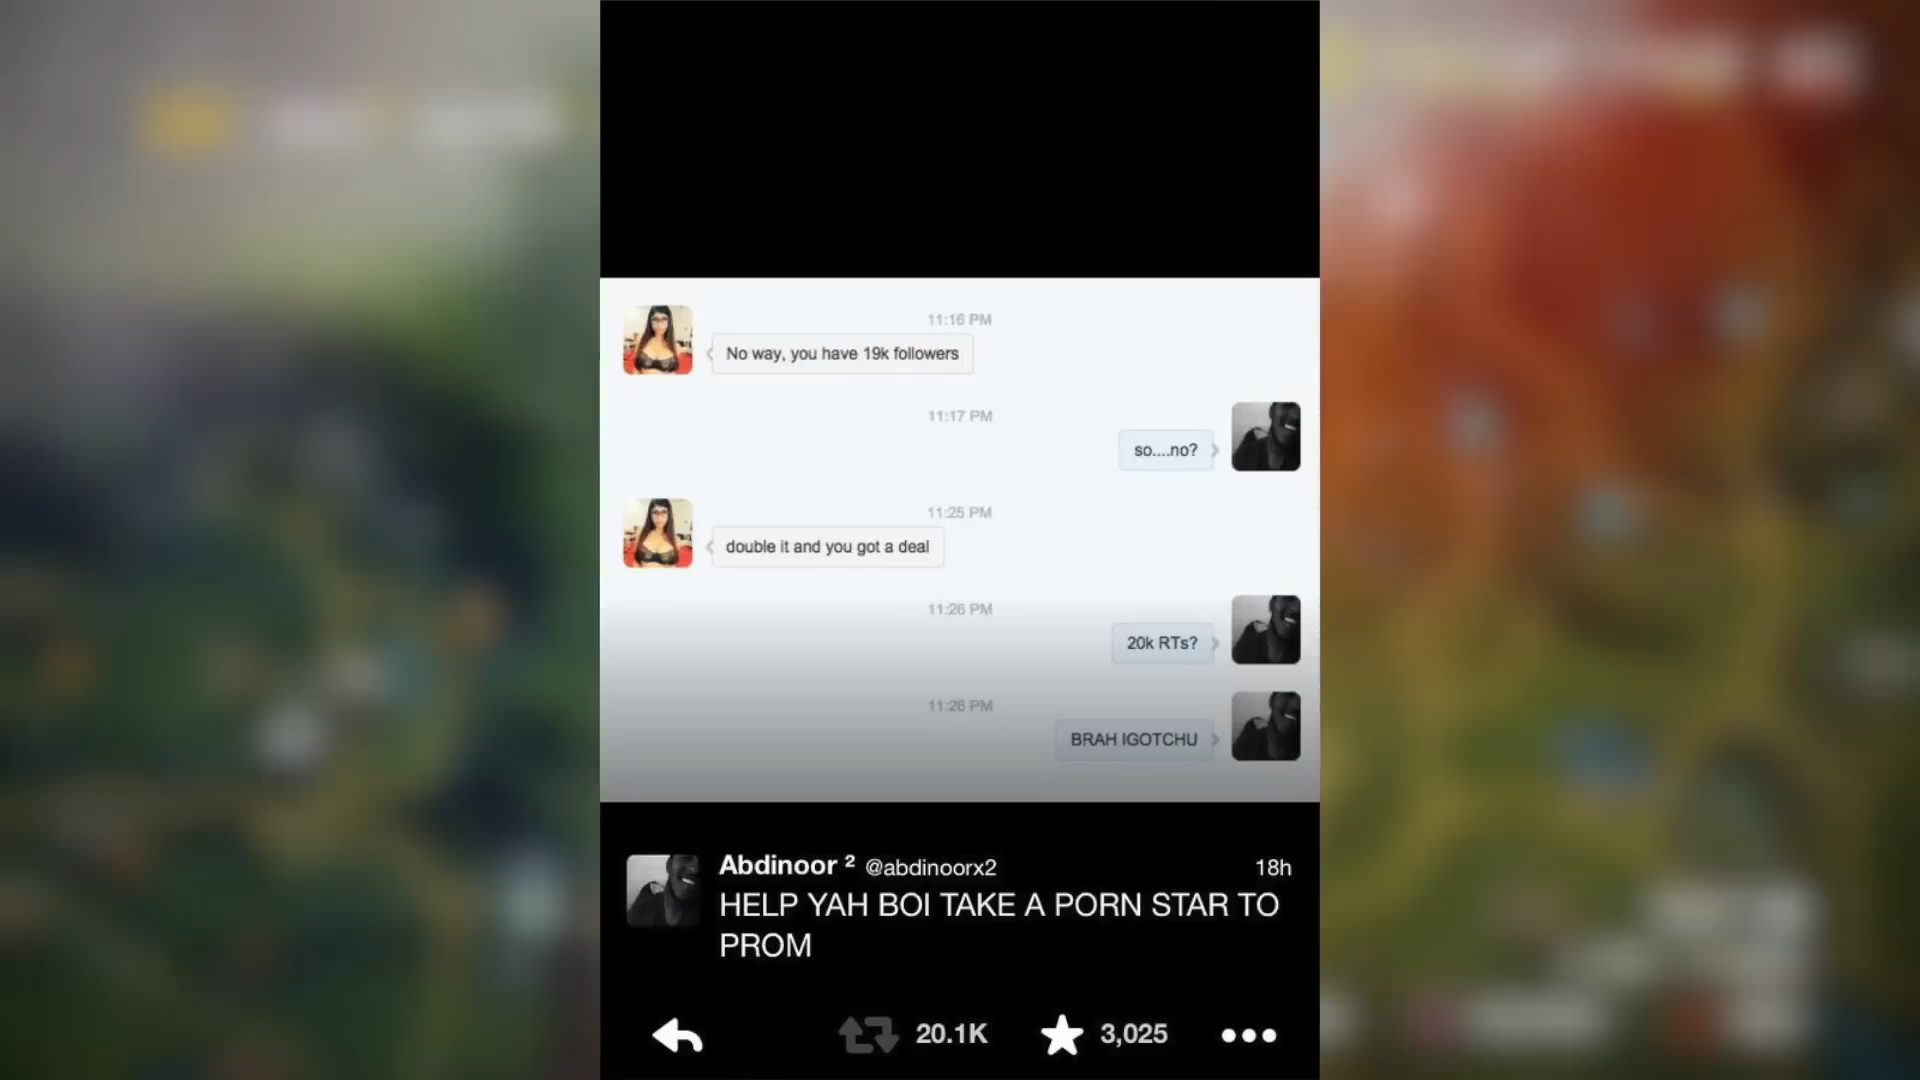 11:16 PM
No way, you have 19k followers
11:17 PM
so....no?
11:25 PM
double it and you got a deal
11:26 PM
20k RTs?
11:26 PM
BRAH IGOTCHU
Abdinoor ² @abdinoorx2 18h
HELP YAH BOI TAKE A PORN STAR TO
PROM
20.1K 3,025